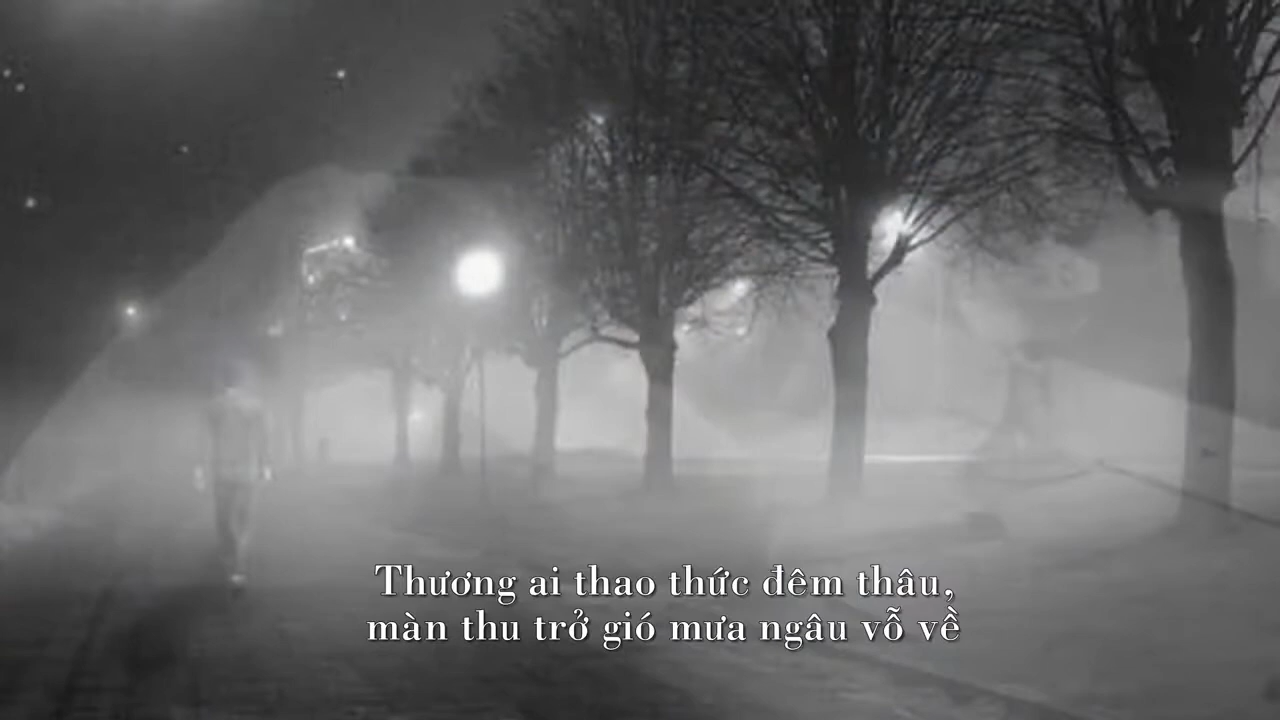 Thương ai thao thức đêm thâu,
màn thu trở gió mưa ngâu vỗ về